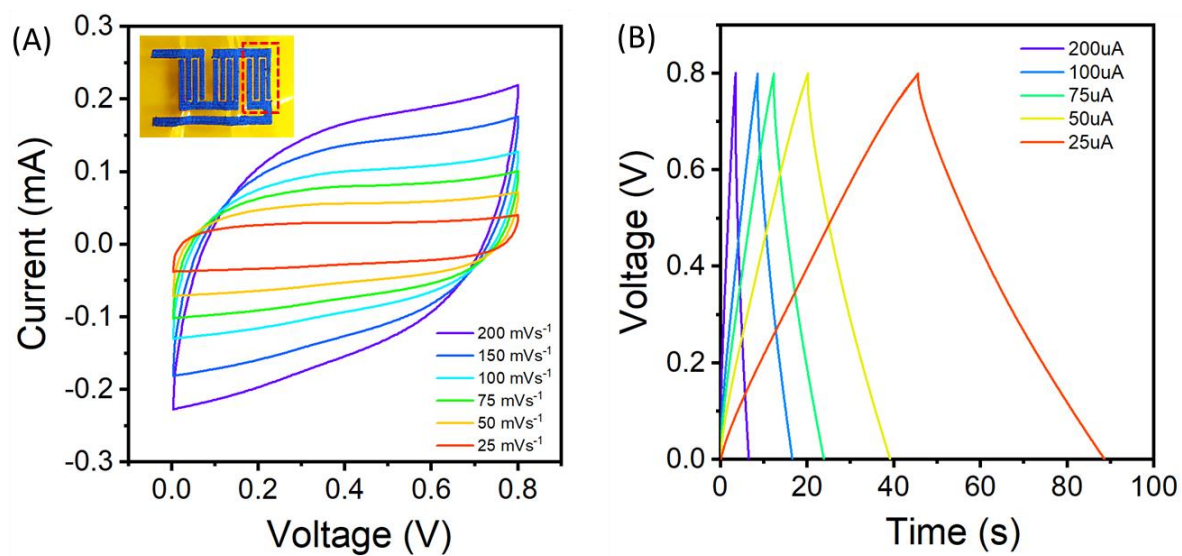 (A)
0.3
0.2
0.1
0.0
-0.1
-0.2
-0.3
Current (mA)
200 mVs⁻¹
150 mVs⁻¹
100 mVs⁻¹
75 mVs⁻¹
50 mVs⁻¹
25 mVs⁻¹
0.0 0.2 0.4 0.6 0.8
Voltage (V)
(B)
0.8
0.6
0.4
0.2
0.0
Voltage (V)
200uA
100uA
75uA
50uA
25uA
0 20 40 60 80 100
Time (s)